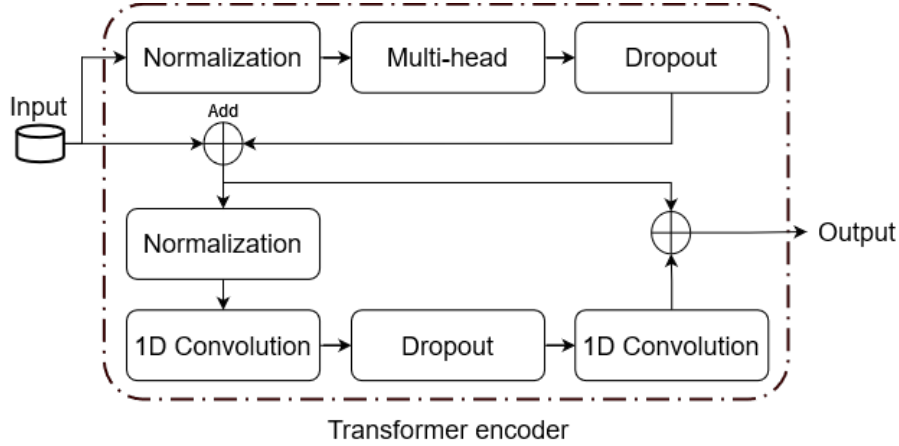 Normalization
Multi-head
Dropout
Input
Add
Normalization
Output
1D Convolution
Dropout
1D Convolution
Transformer encoder